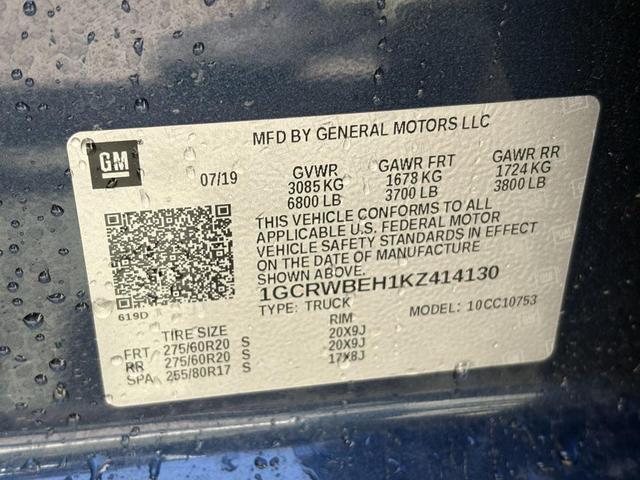 MFD BY GENERAL MOTORS LLC
GM
07/19
GVWR GAWR FRT GAWR RR
3085 KG 1678 KG 1724 KG
6800 LB 3700 LB 3800 LB
THIS VEHICLE CONFORMS TO ALL
APPLICABLE U.S. FEDERAL MOTOR
VEHICLE SAFETY STANDARDS IN EFFECT
ON THE DATE OF MANUFACTURE
SHOWN ABOVE.
1GCRWBEH1KZ414130
619D
TYPE: TRUCK MODEL: 10CC10753
TIRE SIZE RIM
FRT 275/60R20 S 20X9J
RR 275/60R20 S 20X9J
SPA 255/80R17 S 17X8J